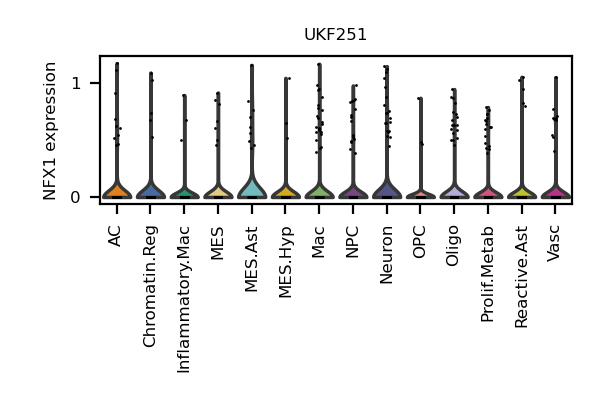 UKF251
NFX1 expression
1
0
AC
Chromatin.Reg
Inflammatory.Mac
MES
MES.Ast
MES.Hyp
Mac
NPC
Neuron
OPC
Oligo
Prolif.Metab
Reactive.Ast
Vasc